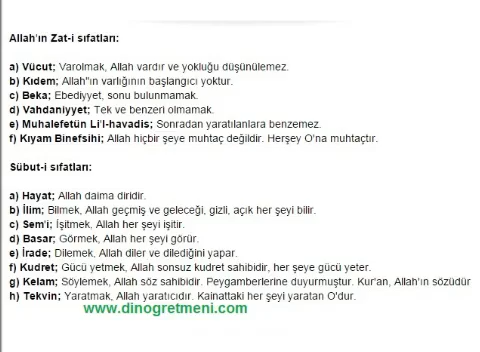 Allah'ın Zat-i sıfatları:
a) Vücut; Varolmak, Allah vardır ve yokluğu düşünülemez.
b) Kıdem; Allah"ın varlığının başlangıcı yoktur.
c) Beka; Ebediyyet, sonu bulunmamak.
d) Vahdaniyyet; Tek ve benzeri olmamak.
e) Muhalefetün Li'l-havadis; Sonradan yaratılanlara benzemez.
f) Kıyam Binefsihi; Allah hiçbir şeye muhtaç değildir. Herşey O'na muhtaçtır.
Sübut-i sıfatları:
a) Hayat; Allah daima diridir.
b) İlim; Bilmek, Allah geçmiş ve geleceği, gizli, açık her şeyi bilir.
c) Sem'i; İşitmek, Allah her şeyi işitir.
d) Basar; Görmek, Allah her şeyi görür.
e) İrade; Dilemek, Allah diler ve dilediğini yapar.
f) Kudret; Gücü yetmek, Allah sonsuz kudret sahibidir, her şeye gücü yeter.
g) Kelam; Söylemek, Allah söz sahibidir. Peygamberlerine duyurmuştur. Kur'an, Allah'ın sözüdür
h) Tekvin; Yaratmak, Allah yaratıcıdır. Kainattaki her şeyi yaratan O'dur.
www.dinogretmeni.com